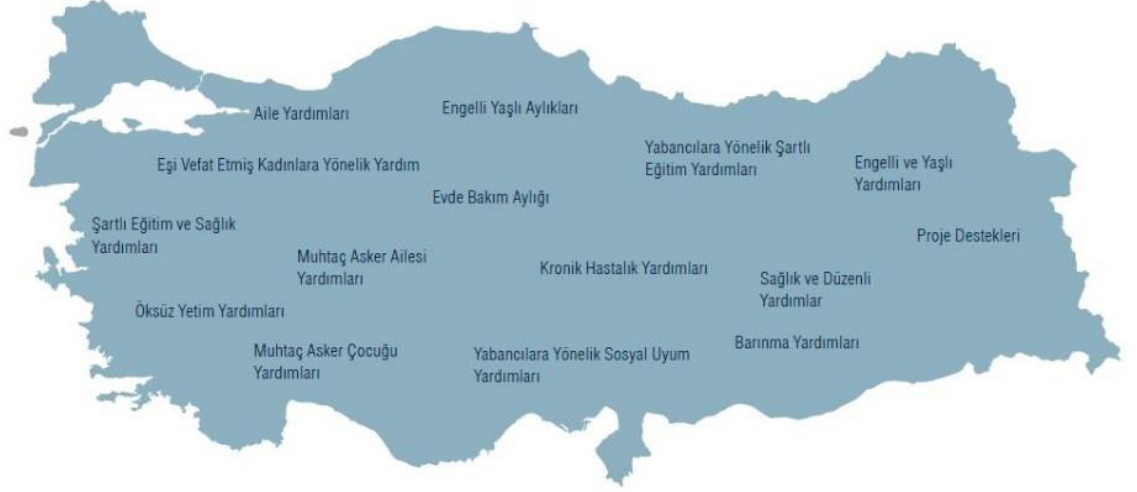 Aile Yardımları
Engelli Yaşlı Aylıkları
Yabancılara Yönelik Şartlı
Eğitim Yardımları
Engelli ve Yaşlı
Yardımları
Eşi Vefat Etmiş Kadınlara Yönelik Yardım
Evde Bakım Aylığı
Şartlı Eğitim ve Sağlık
Yardımları
Proje Destekleri
Muhtaç Asker Ailesi
Yardımları
Kronik Hastalık Yardımları
Sağlık ve Düzenli
Yardımlar
Öksüz Yetim Yardımları
Muhtaç Asker Çocuğu
Yardımları
Yabancılara Yönelik Sosyal Uyum
Yardımları
Barınma Yardımları